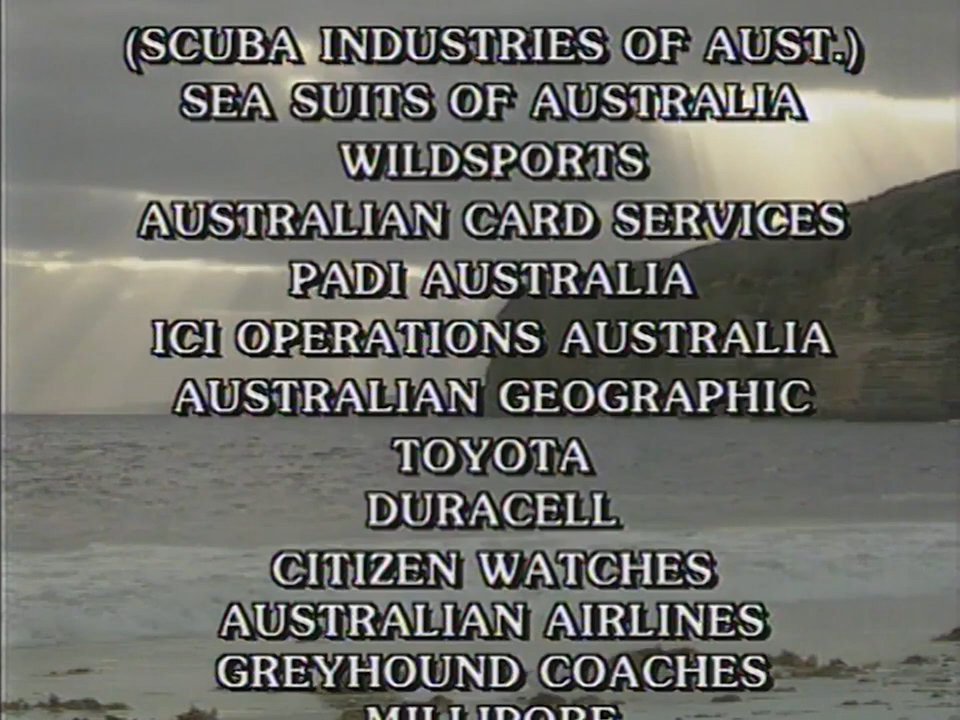 (SCUBA INDUSTRIES OF AUST.)
SEA SUITS OF AUSTRALIA
WILDSPORTS
AUSTRALIAN CARD SERVICES
PADI AUSTRALIA
ICI OPERATIONS AUSTRALIA
AUSTRALIAN GEOGRAPHIC
TOYOTA
DURACELL
CITIZEN WATCHES
AUSTRALIAN AIRLINES
GREYHOUND COACHES
MILLIPORE